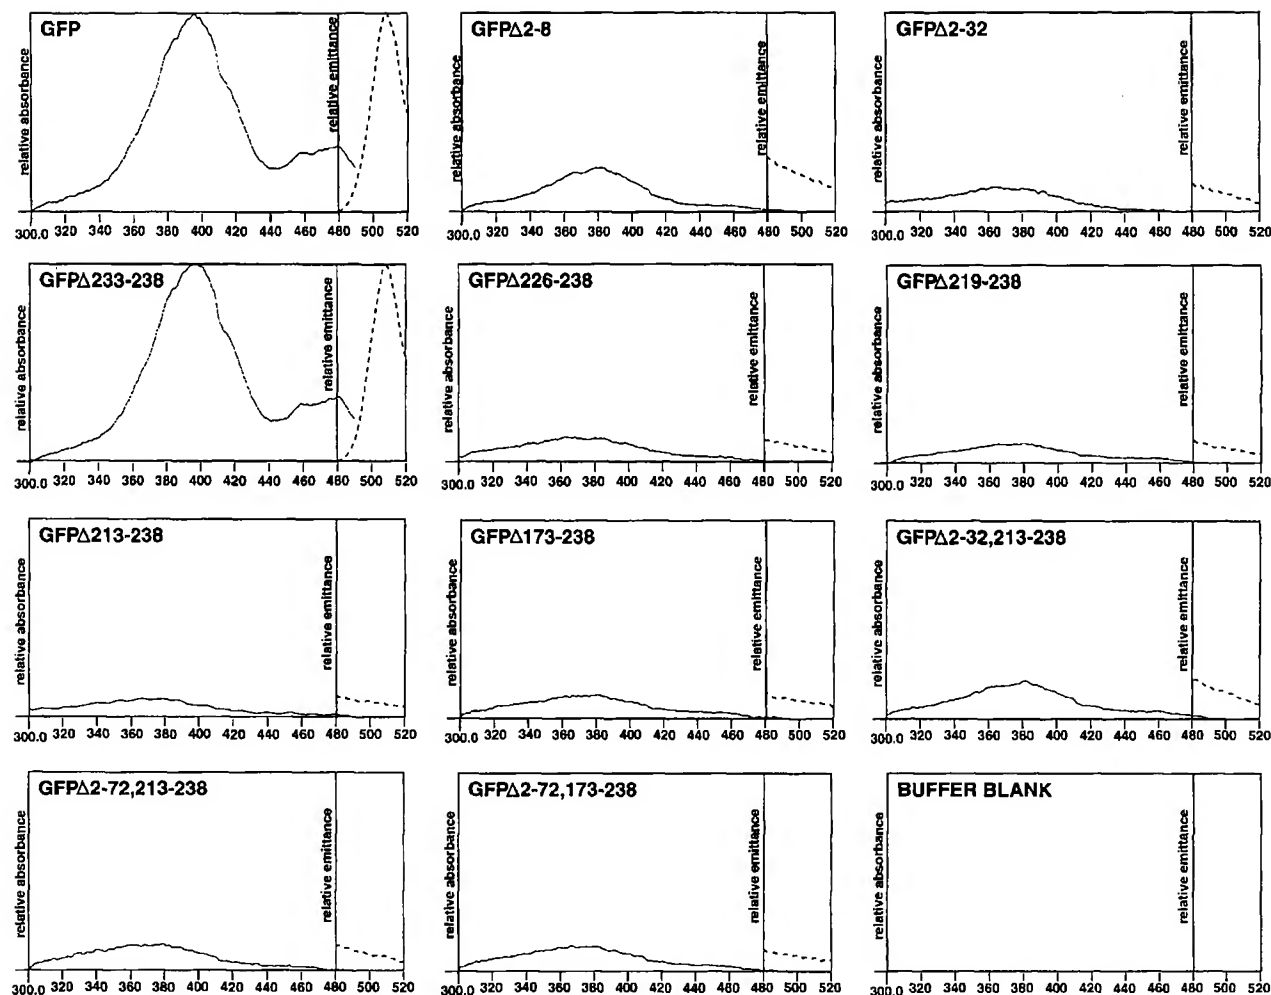 GFP
relative absorbance
relative emittance
300.0 320 340 360 380 400 420 440 460 480 500 520
GFPΔ2-8
relative absorbance
relative emittance
300.0 320 340 360 380 400 420 440 460 480 500 520
GFPΔ2-32
relative absorbance
relative emittance
300.0 320 340 360 380 400 420 440 460 480 500 520
GFPΔ233-238
relative absorbance
relative emittance
300.0 320 340 360 380 400 420 440 460 480 500 520
GFPΔ226-238
relative absorbance
relative emittance
300.0 320 340 360 380 400 420 440 460 480 500 520
GFPΔ219-238
relative absorbance
relative emittance
300.0 320 340 360 380 400 420 440 460 480 500 520
GFPΔ213-238
relative absorbance
relative emittance
300.0 320 340 360 380 400 420 440 460 480 500 520
GFPΔ173-238
relative absorbance
relative emittance
300.0 320 340 360 380 400 420 440 460 480 500 520
GFPΔ2-32,213-238
relative absorbance
relative emittance
300.0 320 340 360 380 400 420 440 460 480 500 520
GFPΔ2-72,213-238
relative absorbance
relative emittance
300.0 320 340 360 380 400 420 440 460 480 500 520
GFPΔ2-72,173-238
relative absorbance
relative emittance
300.0 320 340 360 380 400 420 440 460 480 500 520
BUFFER BLANK
relative absorbance
relative emittance
300.0 320 340 360 380 400 420 440 460 480 500 520